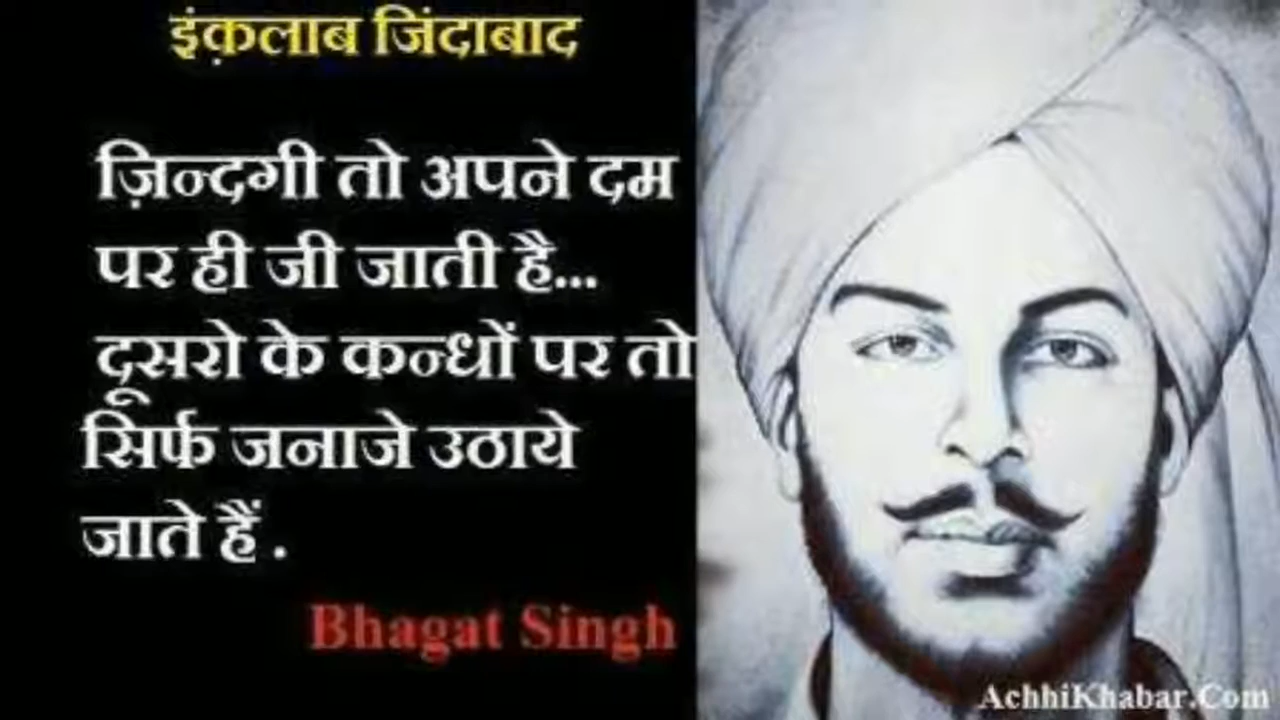 इंक़लाब जिंदाबाद
ज़िन्दगी तो अपने दम
पर ही जी जाती है...
दूसरो के कन्धों पर तो
सिर्फ जनाजे उठाये
जाते हैं .
Bhagat Singh
AchhiKhabar.Com